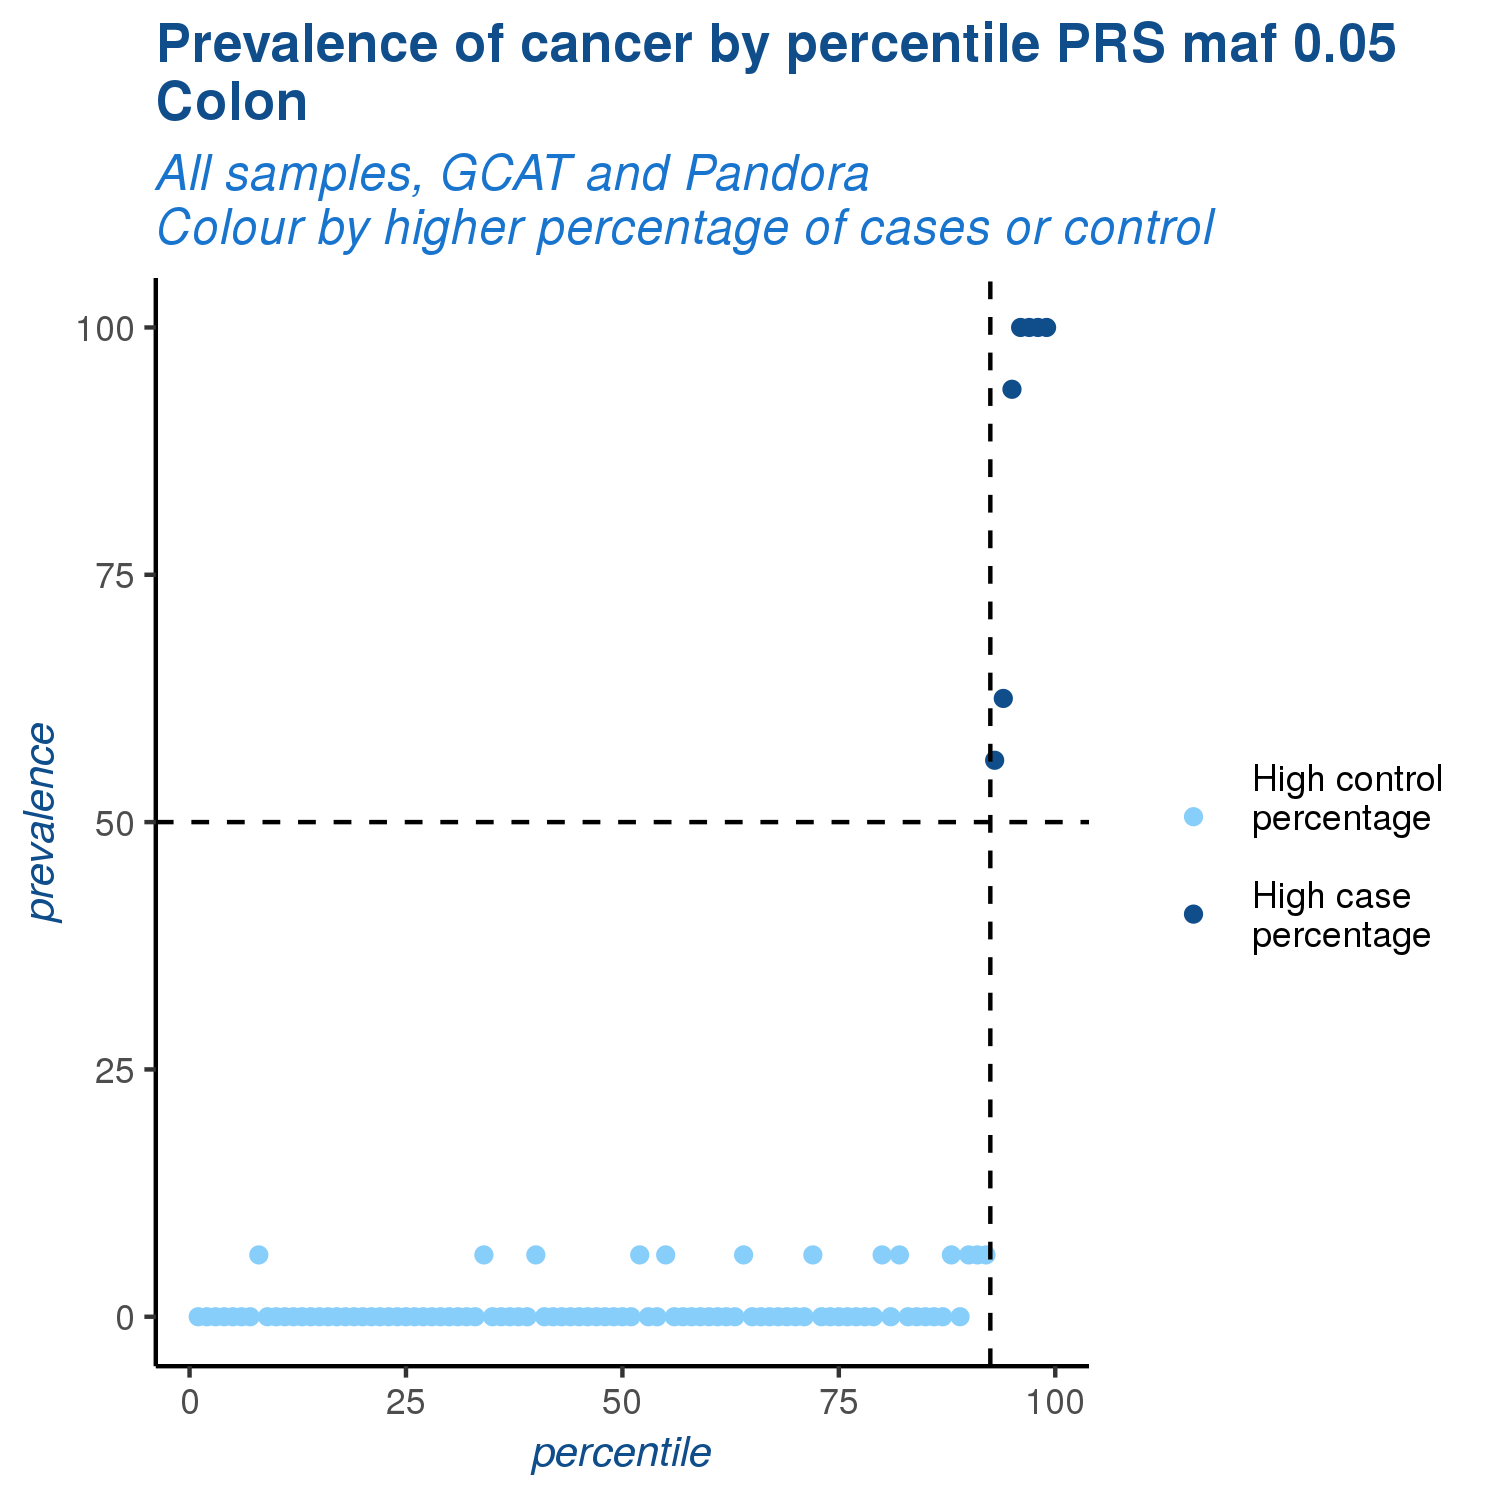 Prevalence of cancer by percentile PRS maf 0.05
Colon
All samples, GCAT and Pandora
Colour by higher percentage of cases or control
100
75
50
25
0
prevalence
0 25 50 75 100
percentile
High control
percentage
High case
percentage